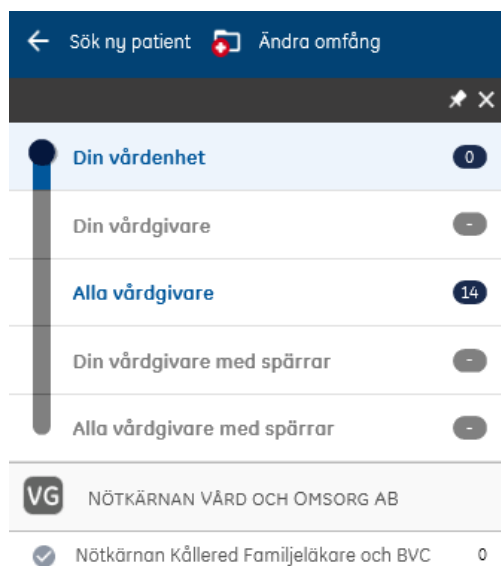 Sök ny patient Ändra omfång
Din vårdenhet 0
Din vårdgivare -
Alla vårdgivare 14
Din vårdgivare med spärrar -
Alla vårdgivare med spärrar -
VG NÖTKÄRNAN VÅRD OCH OMSORG AB
Nötkärnan Kållered Familjeläkare och BVC 0